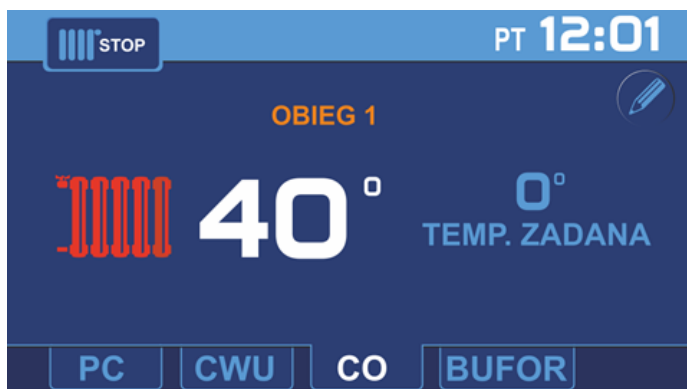 STOP
PT 12:01
OBIEG 1
40°
0°
TEMP. ZADANA
PC
CWU
CO
BUFOR